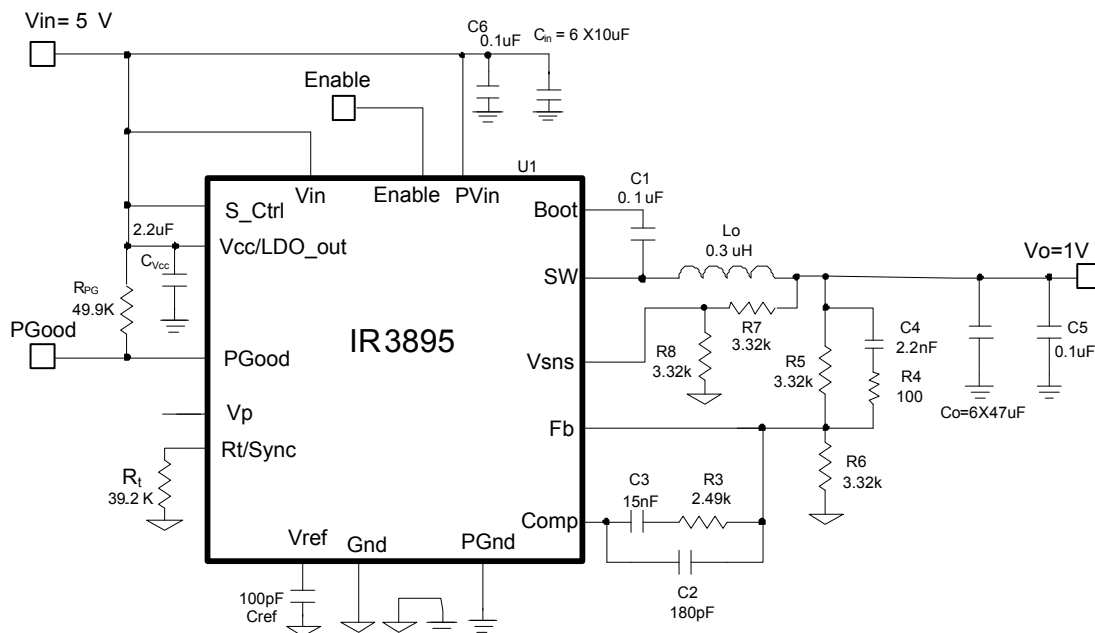 Vin= 5 V
C6
0.1uF
Cin = 6 X10uF
Enable
U1
Vin
Enable
PVin
S_Ctrl
Boot
C1
0.1uF
2.2uF
Vcc/LDO_out
CVcc
SW
Lo
0.3 uH
Vo=1V
RPG
49.9K
PGood
IR3895
PGood
Vsns
R8
3.32k
R7
3.32k
R5
3.32k
C4
2.2nF
R4
100
C5
0.1uF
Co=6X47uF
Vp
Fb
Rt/Sync
Rt
39.2 K
R6
3.32k
C3
15nF
R3
2.49k
Comp
Vref
Gnd
PGnd
C2
180pF
100pF
Cref